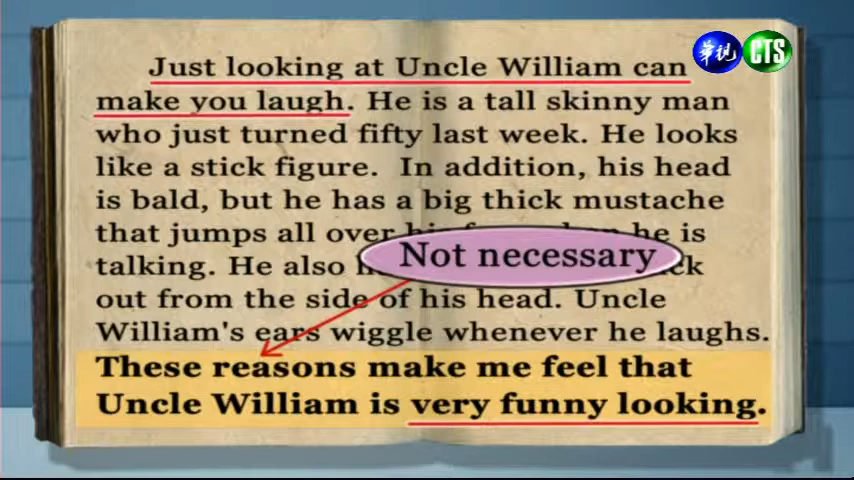 華視 CTS
Just looking at Uncle William can
make you laugh. He is a tall skinny man
who just turned fifty last week. He looks
like a stick figure. In addition, his head
is bald, but he has a big thick mustache
that jumps all over his he is
talking. He also
Not necessary
out from the side of his head. Uncle
William's ears wiggle whenever he laughs.
These reasons make me feel that
Uncle William is very funny looking.